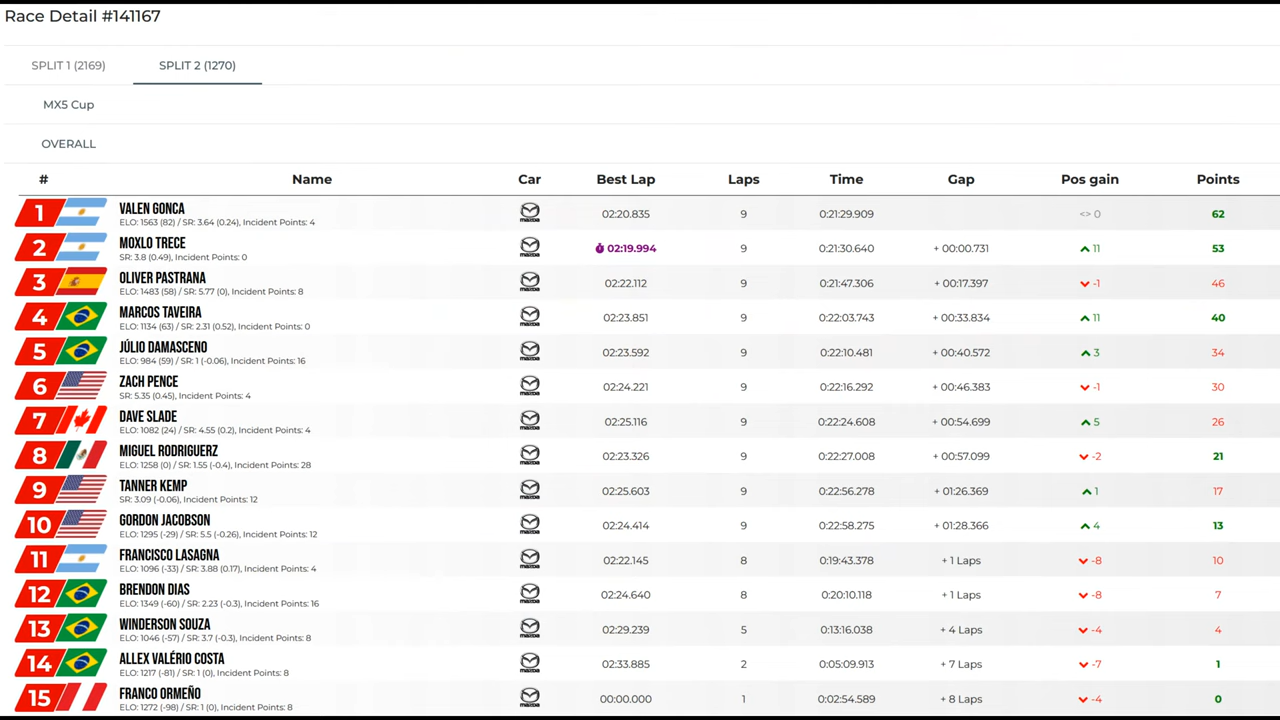 Race Detail #141167
SPLIT 1 (2169) SPLIT 2 (1270)
MX5 Cup
OVERALL
# Name Car Best Lap Laps Time Gap Pos gain Points
1 VALEN GONCA mazda 02:20.835 9 0:21:29.909 <> 0 62
ELO: 1563 (82) / SR: 3.64 (0.24), Incident Points: 4
2 MOXLO TRECE mazda 02:19.994 9 0:21:30.640 + 00:00.731 11 53
SR: 3.8 (0.49), Incident Points: 0
3 OLIVER PASTRANA mazda 02:22.112 9 0:21:47.306 + 00:17.397 -1 46
ELO: 1483 (58) / SR: 5.77 (0), Incident Points: 8
4 MARCOS TAVEIRA mazda 02:23.851 9 0:22:03.743 + 00:33.834 11 40
ELO: 1134 (63) / SR: 2.31 (0.52), Incident Points: 0
5 JÚLIO DAMASCENO mazda 02:23.592 9 0:22:10.481 + 00:40.572 3 34
ELO: 984 (59) / SR: 1 (-0.06), Incident Points: 16
6 ZACH PENCE mazda 02:24.221 9 0:22:16.292 + 00:46.383 -1 30
SR: 5.35 (0.45), Incident Points: 4
7 DAVE SLADE mazda 02:25.116 9 0:22:24.608 + 00:54.699 5 26
ELO: 1082 (24) / SR: 4.55 (0.2), Incident Points: 4
8 MIGUEL RODRIGUERZ mazda 02:23.326 9 0:22:27.008 + 00:57.099 -2 21
ELO: 1258 (0) / SR: 1.55 (-0.4), Incident Points: 28
9 TANNER KEMP mazda 02:25.603 9 0:22:56.278 + 01:26.369 1 17
SR: 3.09 (-0.06), Incident Points: 12
10 GORDON JACOBSON mazda 02:24.414 9 0:22:58.275 + 01:28.366 4 13
ELO: 1295 (-29) / SR: 5.5 (-0.26), Incident Points: 12
11 FRANCISCO LASAGNA mazda 02:22.145 8 0:19:43.378 + 1 Laps -8 10
ELO: 1096 (-33) / SR: 3.88 (0.17), Incident Points: 4
12 BRENDON DIAS mazda 02:24.640 8 0:20:10.118 + 1 Laps -8 7
ELO: 1349 (-60) / SR: 2.23 (-0.3), Incident Points: 16
13 WINDERSON SOUZA mazda 02:29.239 5 0:13:16.038 + 4 Laps -4 4
ELO: 1046 (-57) / SR: 3.7 (-0.3), Incident Points: 8
14 ALLEX VALÉRIO COSTA mazda 02:33.885 2 0:05:09.913 + 7 Laps -7 1
ELO: 1217 (-81) / SR: 1 (0), Incident Points: 8
15 FRANCO ORMEÑO mazda 00:00.000 1 0:02:54.589 + 8 Laps -4 0
ELO: 1272 (-98) / SR: 1 (0), Incident Points: 8